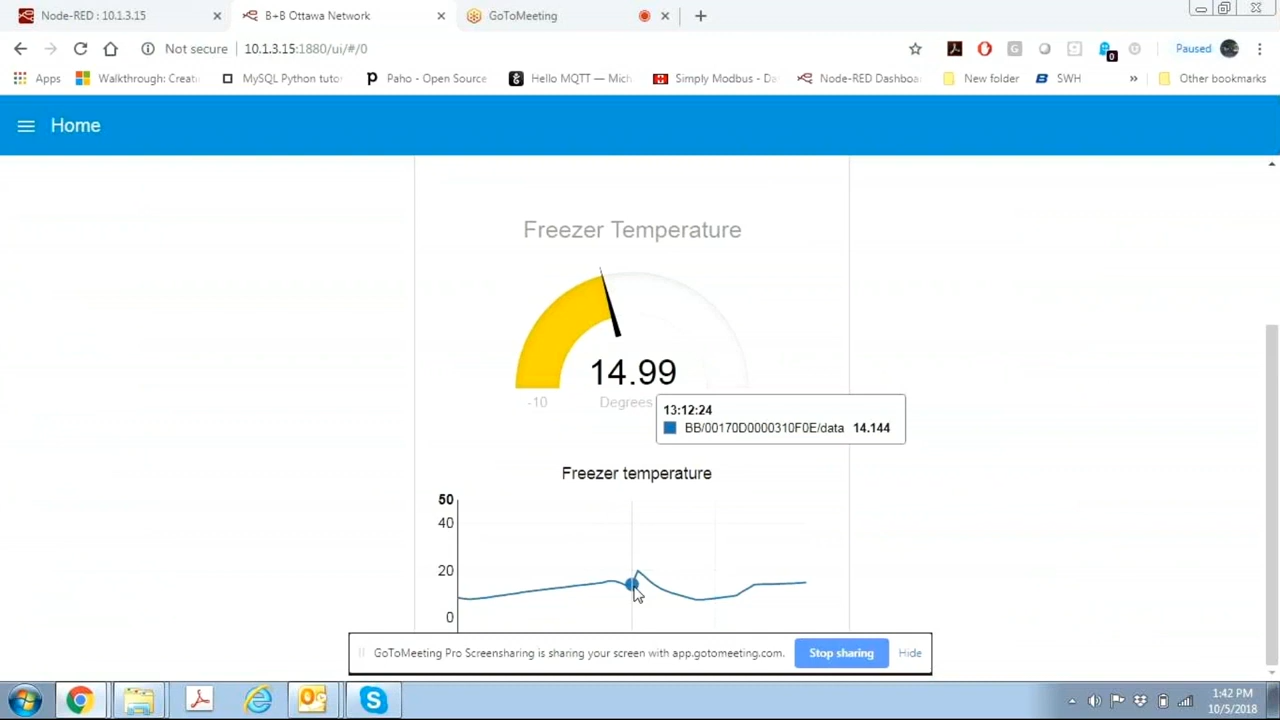 Node-RED : 10.1.3.15
B+B Ottawa Network
GoToMeeting
Not secure
10.1.3.15:1880/ui/#/0
Paused
0
Apps
Walkthrough: Creat
MySQL Python tutor
Paho - Open Source
Hello MQTT — Mich
Simply Modbus - Da
Node-RED Dashboa
New folder
SWH
»
Other bookmarks
Home
Freezer Temperature
14.99
-10
Degrees
13:12:24
BB/00170D0000310F0E/data 14.144
Freezer temperature
50
40
20
0
GoToMeeting Pro Screensharing is sharing your screen with app.gotomeeting.com.
Stop sharing
Hide
1:42 PM
10/5/2018